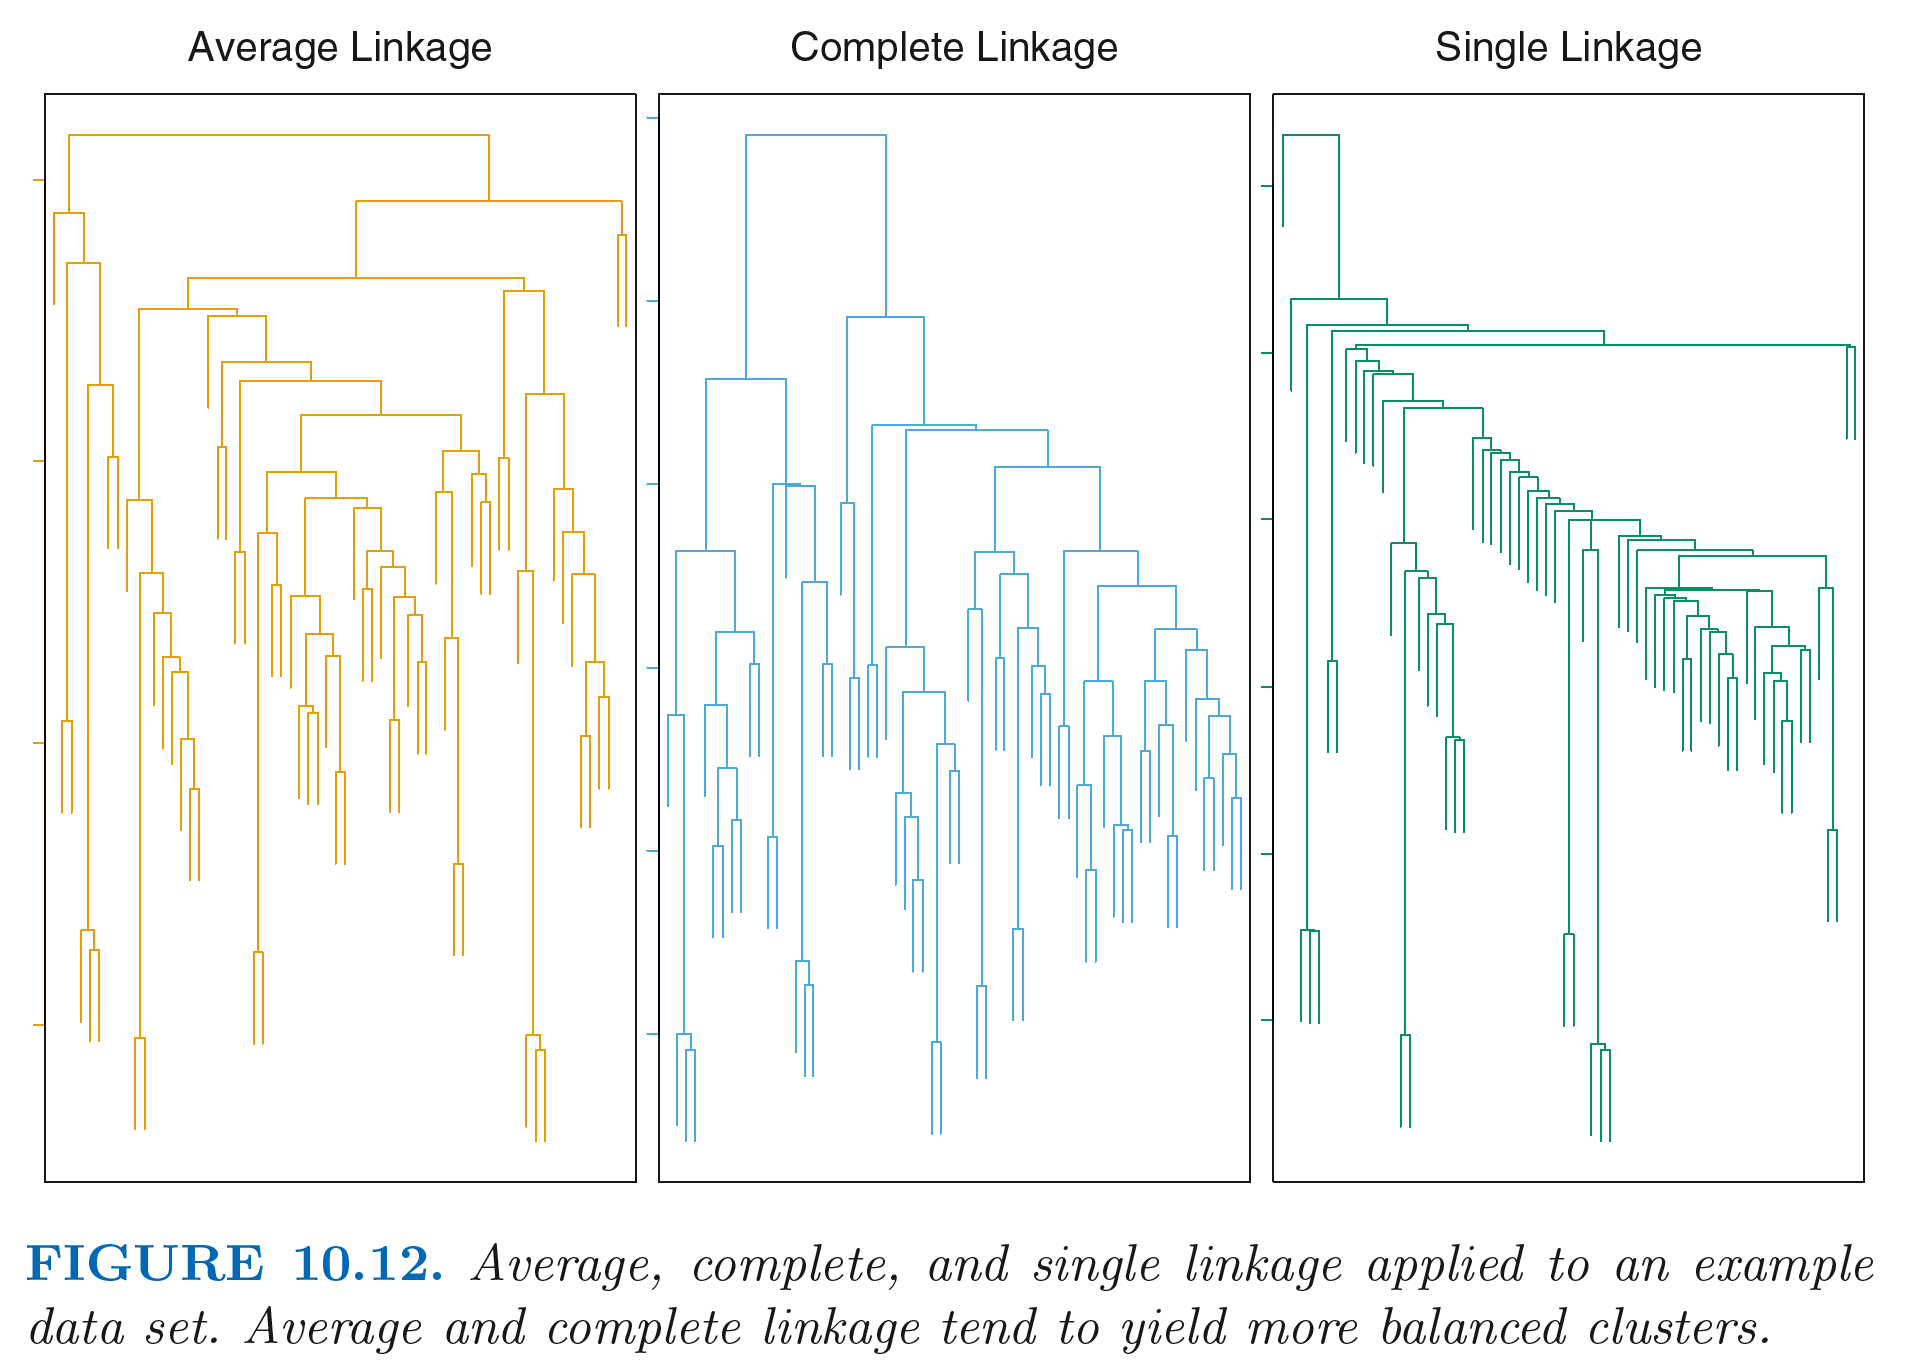 Average Linkage
Complete Linkage
Single Linkage
FIGURE 10.12. Average, complete, and single linkage applied to an example
data set. Average and complete linkage tend to yield more balanced clusters.